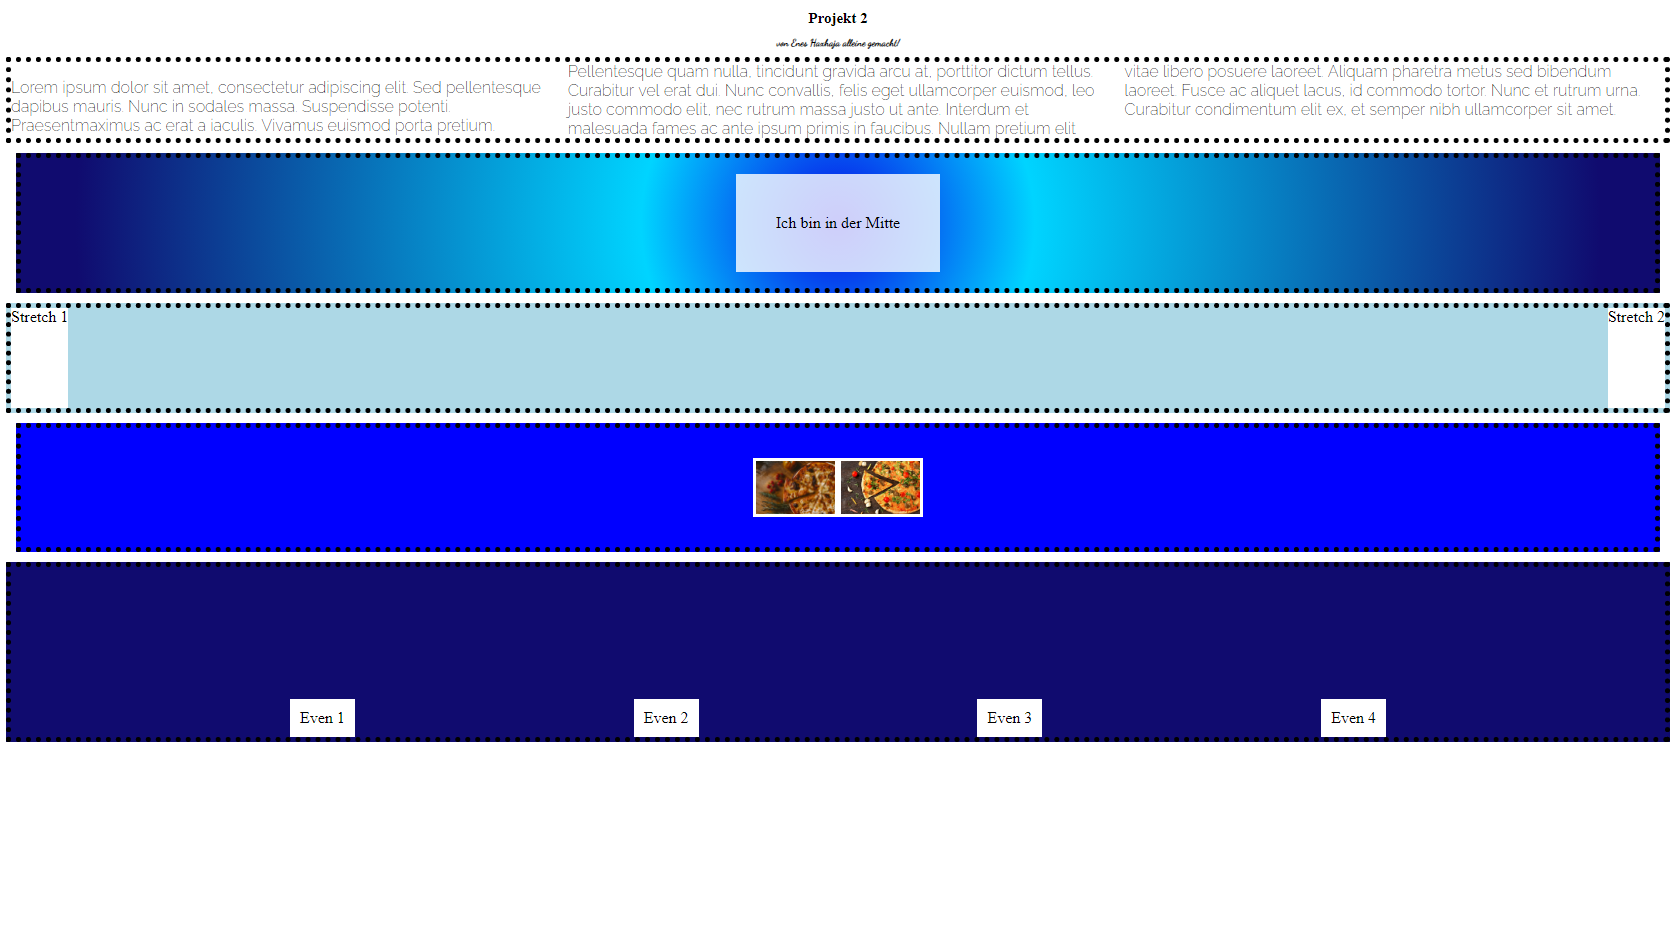 Projekt 2
von Enes Haxhaja alleine gemacht!
Lorem ipsum dolor sit amet, consectetur adipiscing elit. Sed pellentesque
dapibus mauris. Nunc in sodales massa. Suspendisse potenti.
Praesentmaximus ac erat a iaculis. Vivamus euismod porta pretium.
Pellentesque quam nulla, tincidunt gravida arcu at, porttitor dictum tellus.
Curabitur vel erat dui. Nunc convallis, felis eget ullamcorper euismod, leo
justo commodo elit, nec rutrum massa justo ut ante. Interdum et
malesuada fames ac ante ipsum primis in faucibus. Nullam pretium elit
vitae libero posuere laoreet. Aliquam pharetra metus sed bibendum
laoreet. Fusce ac aliquet lacus, id commodo tortor. Nunc et rutrum urna.
Curabitur condimentum elit ex, et semper nibh ullamcorper sit amet.
Ich bin in der Mitte
Stretch 1
Stretch 2
Even 1
Even 2
Even 3
Even 4